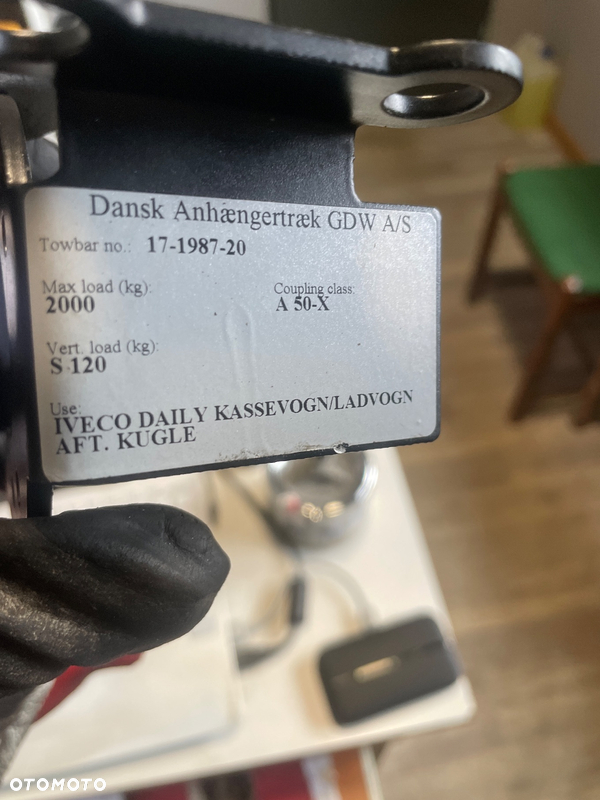 Dansk Anhængertræk GDW A/S
Towbar no.: 17-1987-20
Max load (kg):
2000
Coupling class:
A 50-X
Vert. load (kg):
S 120
Use:
IVECO DAILY KASSEVOGN/LADVOGN
AFT. KUGLE
OTOMOTO